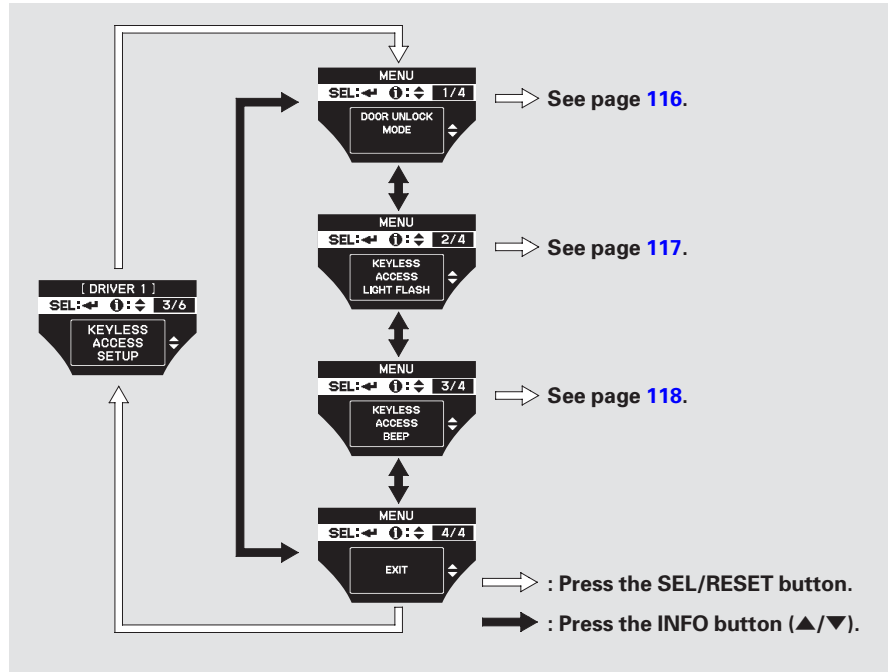 MENU
SEL:↵ ⓘ:⬍ 1/4
DOOR UNLOCK
MODE
See page 116.
MENU
SEL:↵ ⓘ:⬍ 2/4
KEYLESS
ACCESS
LIGHT FLASH
See page 117.
[ DRIVER 1 ]
SEL:↵ ⓘ:⬍ 3/6
KEYLESS
ACCESS
SETUP
MENU
SEL:↵ ⓘ:⬍ 3/4
KEYLESS
ACCESS
BEEP
See page 118.
MENU
SEL:↵ ⓘ:⬍ 4/4
EXIT
: Press the SEL/RESET button.
: Press the INFO button (▲/▼).